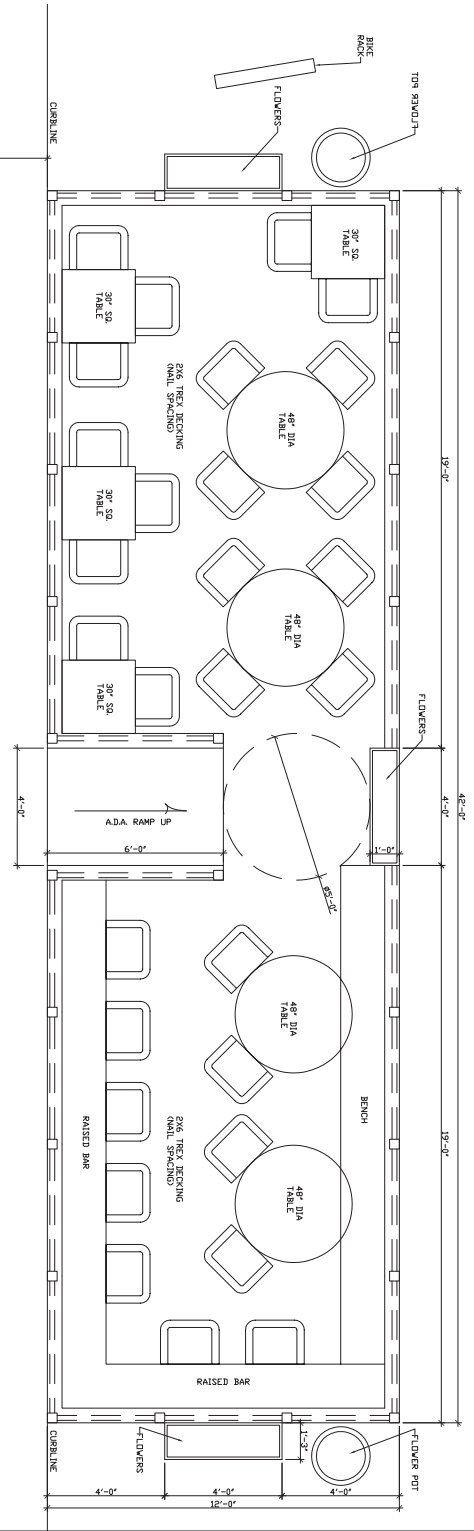 BIKE
RACK
FLOWER POT
FLOWERS
CURBLINE
30" SQ.
TABLE
30" SQ.
TABLE
2X6 TREX DECKING
(NAIL SPACING)
48" DIA
TABLE
19'-0"
30" SQ.
TABLE
48" DIA
TABLE
30" SQ.
TABLE
FLOWERS
4'-0"
A.D.A. RAMP UP
6'-0"
1'-0"
4'-0"
42'-0"
ø5'-0"
48" DIA
TABLE
BENCH
RAISED BAR
2X6 TREX DECKING
(NAIL SPACING)
19'-0"
48" DIA
TABLE
RAISED BAR
CURBLINE
FLOWERS
1'-3"
FLOWER POT
4'-0"
4'-0"
4'-0"
12'-0"